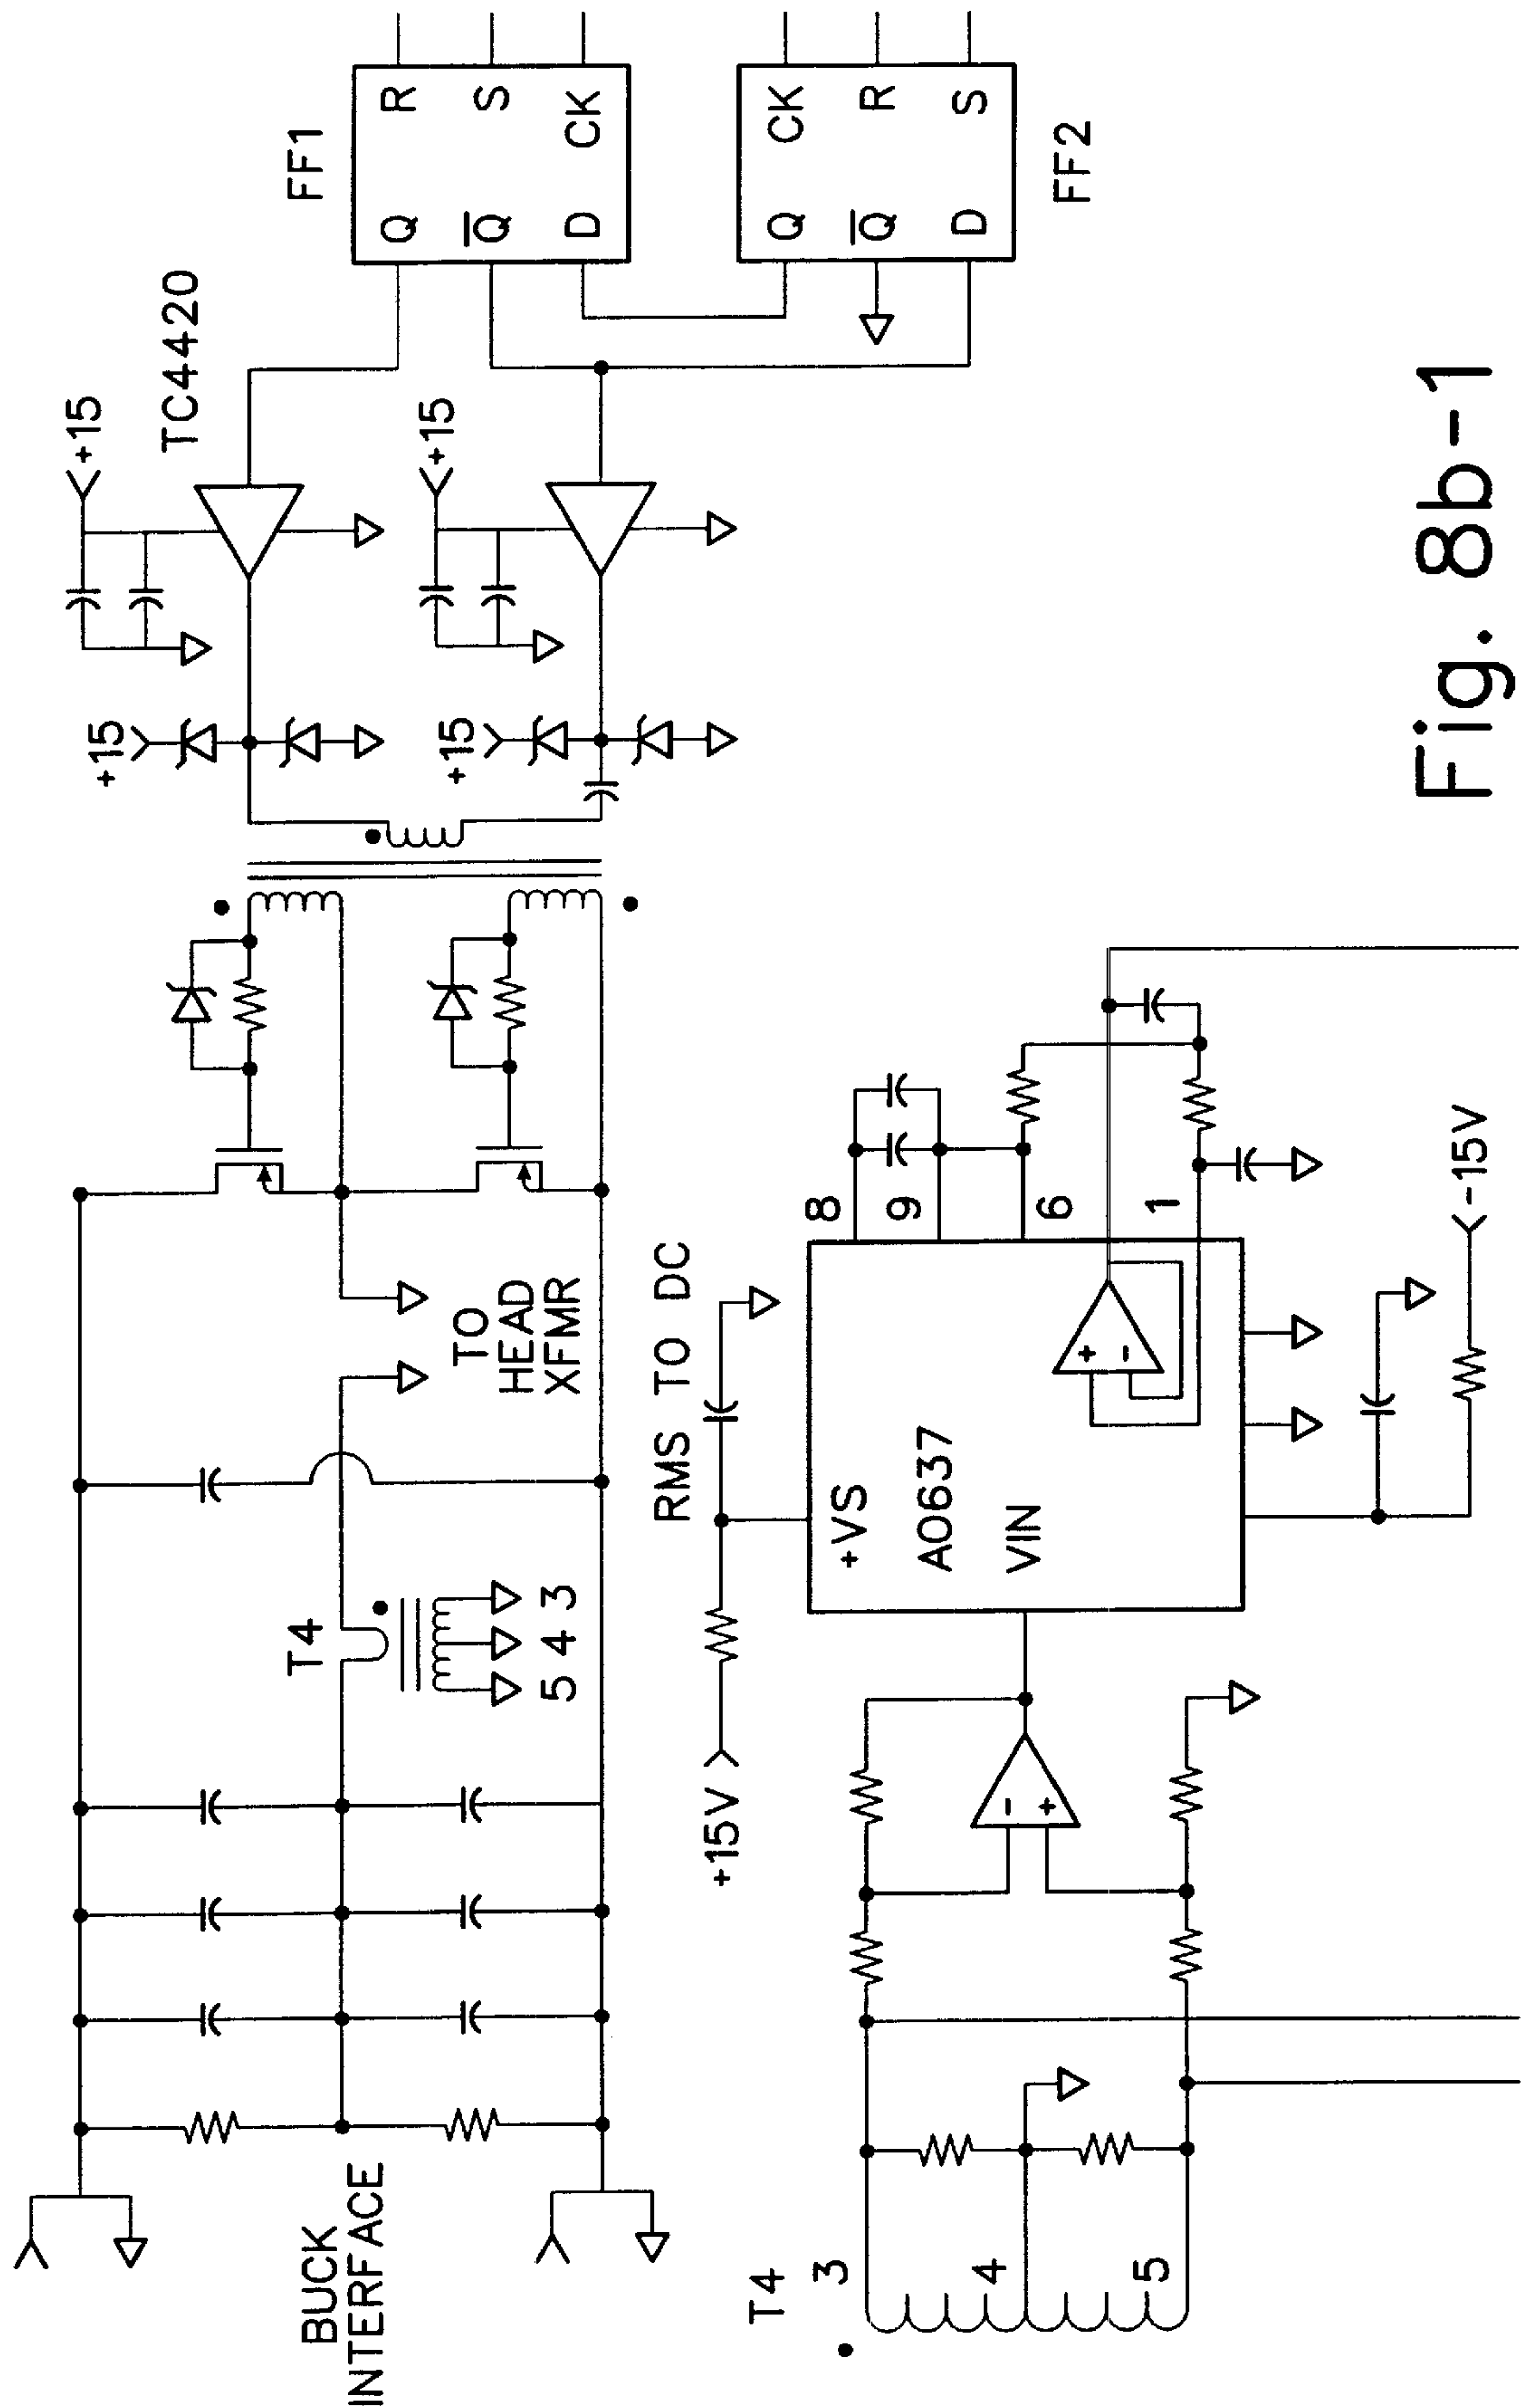 BUCK
INTERFACE
T4
5 4 3
TO
HEAD
XFMR
+15
+15
+15
+15
TC4420
FF1
Q
Q
D
R
S
CK
FF2
Q
Q
D
CK
R
S
T4
3
4
5
+15V
RMS TO DC
-
+
+VS
A0637
VIN
+
-
8
9
6
1
-15V
Fig. 8b-1